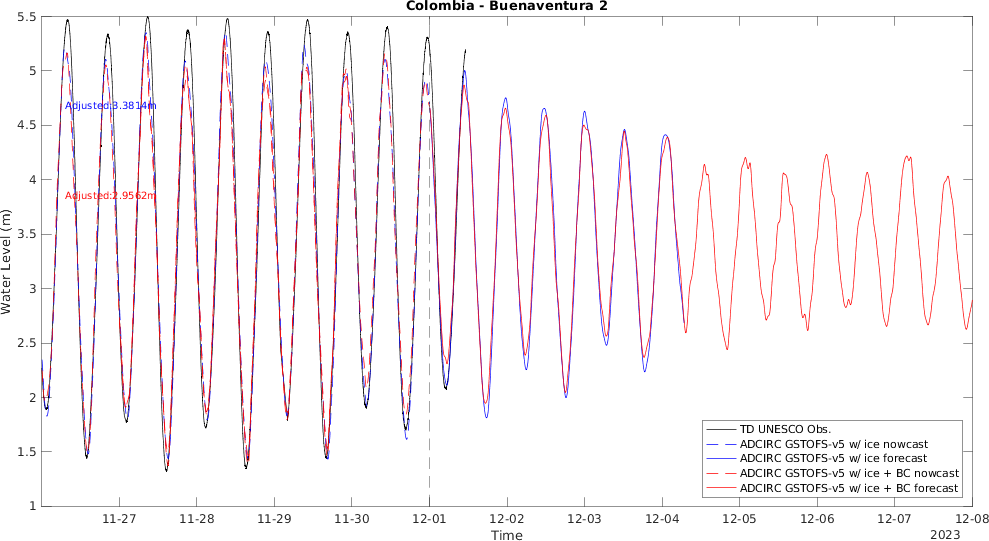 Colombia - Buenaventura 2
5.5
5
4.5
4
3.5
3
2.5
2
1.5
1
Water Level (m)
Adjusted:3.3814m
Adjusted:2.9562m
TD UNESCO Obs.
ADCIRC GSTOFS-v5 w/ ice nowcast
ADCIRC GSTOFS-v5 w/ ice forecast
ADCIRC GSTOFS-v5 w/ ice + BC nowcast
ADCIRC GSTOFS-v5 w/ ice + BC forecast
11-27 11-28 11-29 11-30 12-01 12-02 12-03 12-04 12-05 12-06 12-07 12-08
Time
2023